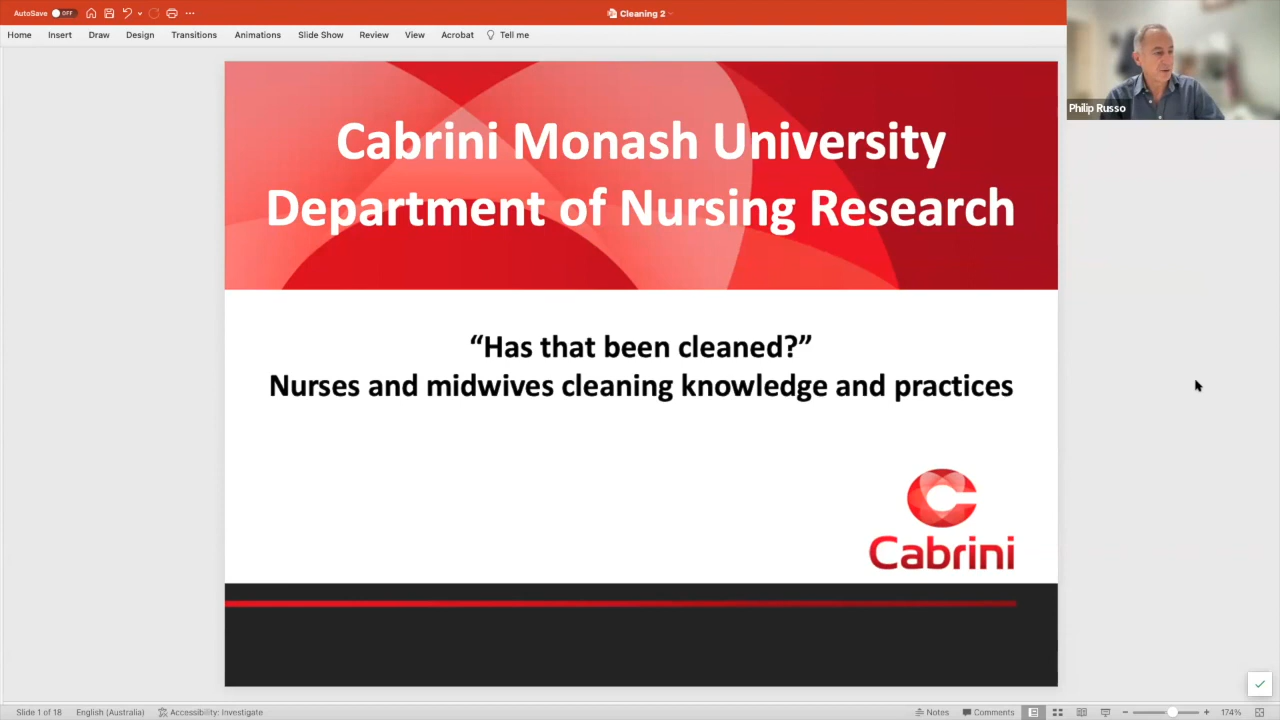 AutoSave OFF
Cleaning 2
Home Insert Draw Design Transitions Animations Slide Show Review View Acrobat Tell me
Philip Russo
Cabrini Monash University
Department of Nursing Research
“Has that been cleaned?”
Nurses and midwives cleaning knowledge and practices
Cabrini
Slide 1 of 18 English (Australia) Accessibility: Investigate Notes Comments 174%